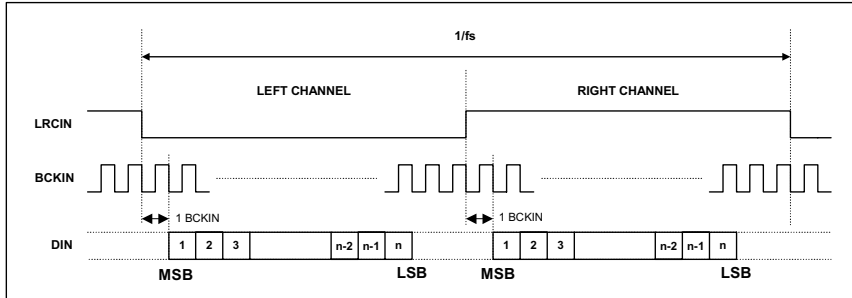 1/fs
LEFT CHANNEL RIGHT CHANNEL
LRCIN
BCKIN
1 BCKIN 1 BCKIN
DIN 1 2 3 n-2 n-1 n 1 2 3 n-2 n-1 n
MSB LSB MSB LSB